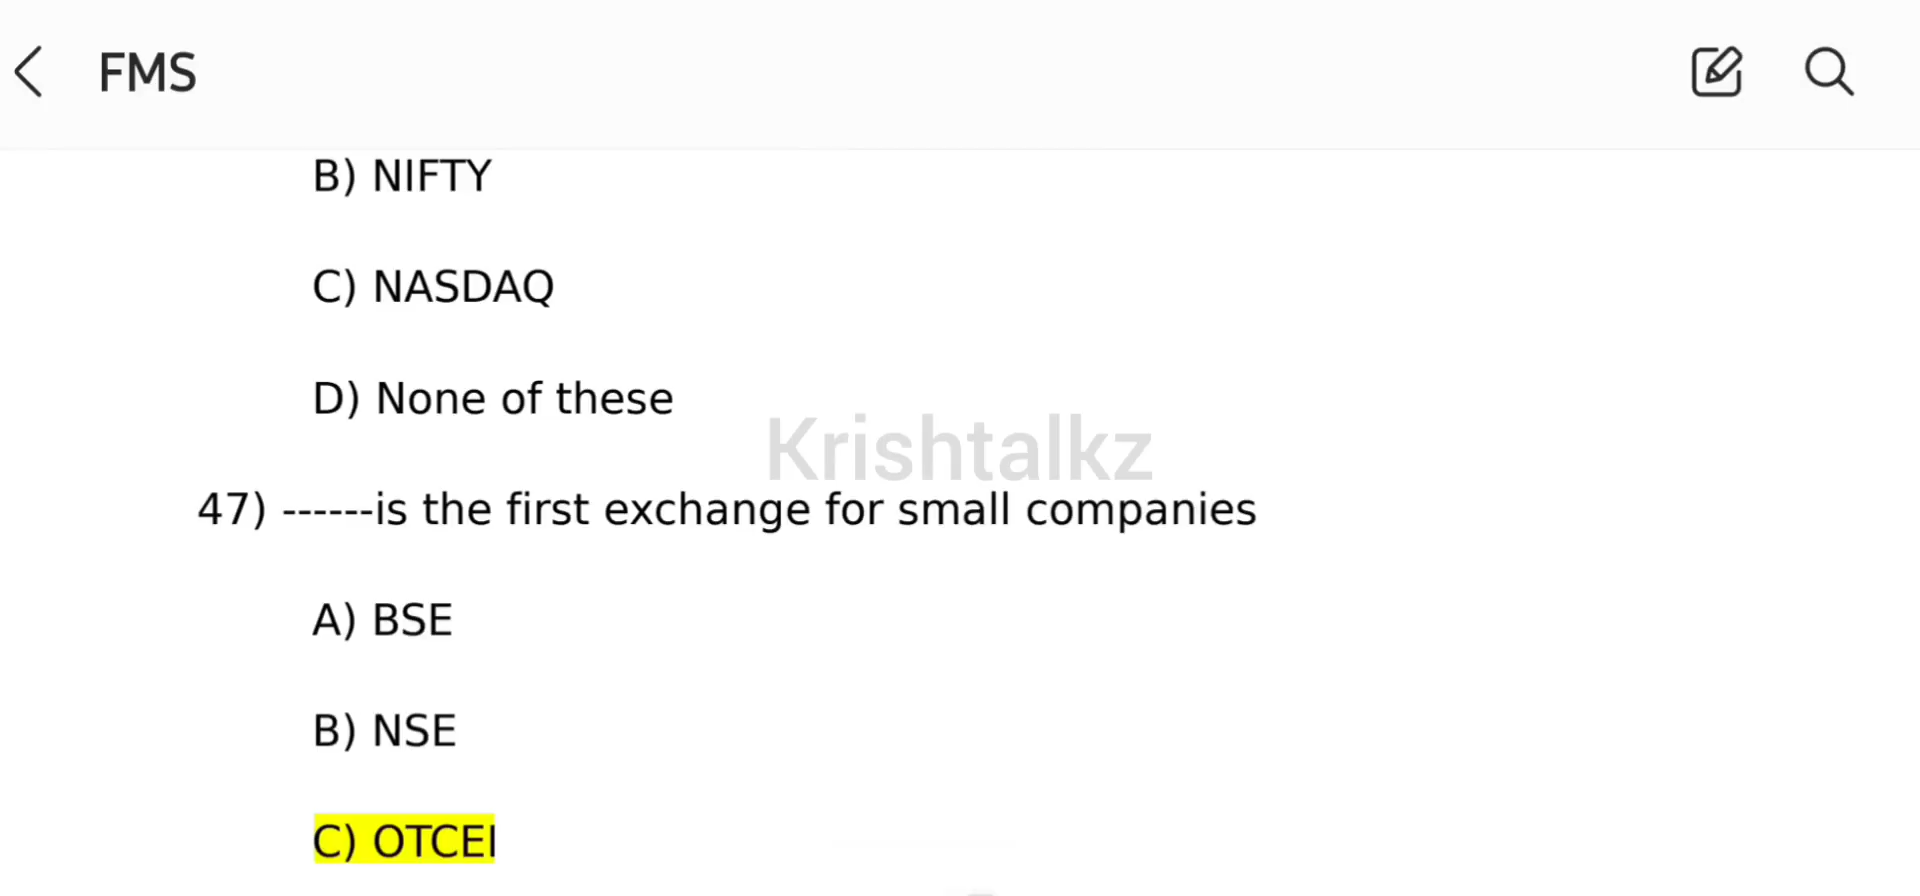 FMS
B) NIFTY
C) NASDAQ
D) None of these
Krishtalkz
47) ------is the first exchange for small companies
A) BSE
B) NSE
C) OTCEI